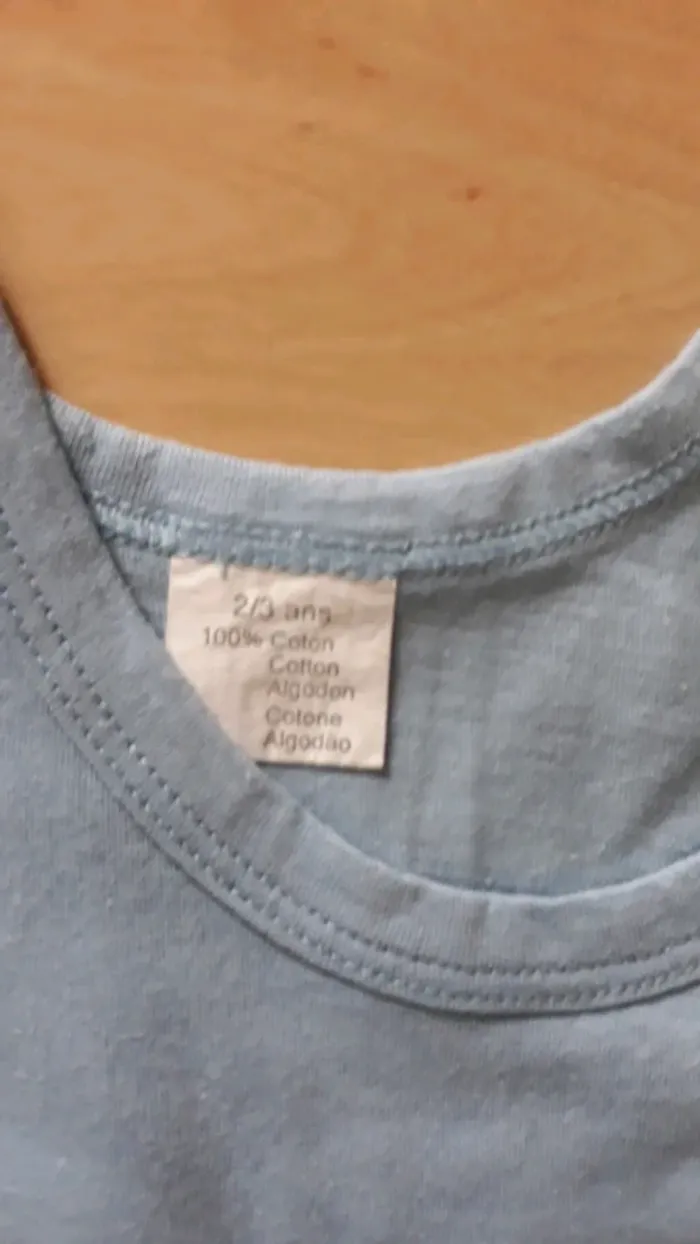 2/3 ans
100% Coton
Cotton
Algodon
Cotone
Algodão